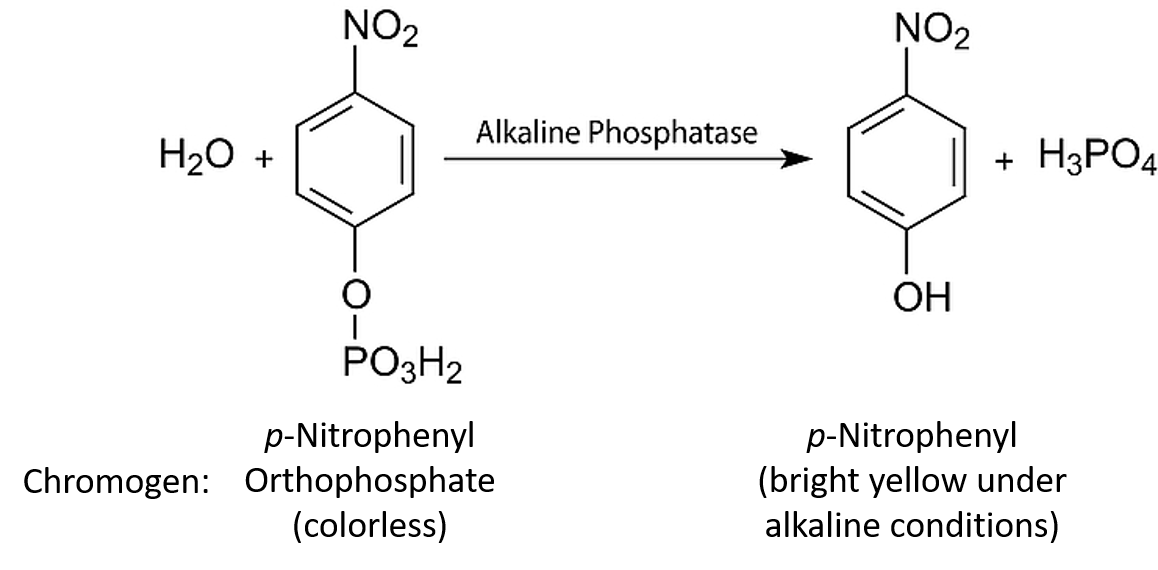 NO₂ NO₂
H₂O + Alkaline Phosphatase + H₃PO₄
O OH
PO₃H₂
p-Nitrophenyl p-Nitrophenyl
Chromogen: Orthophosphate (bright yellow under
(colorless) alkaline conditions)